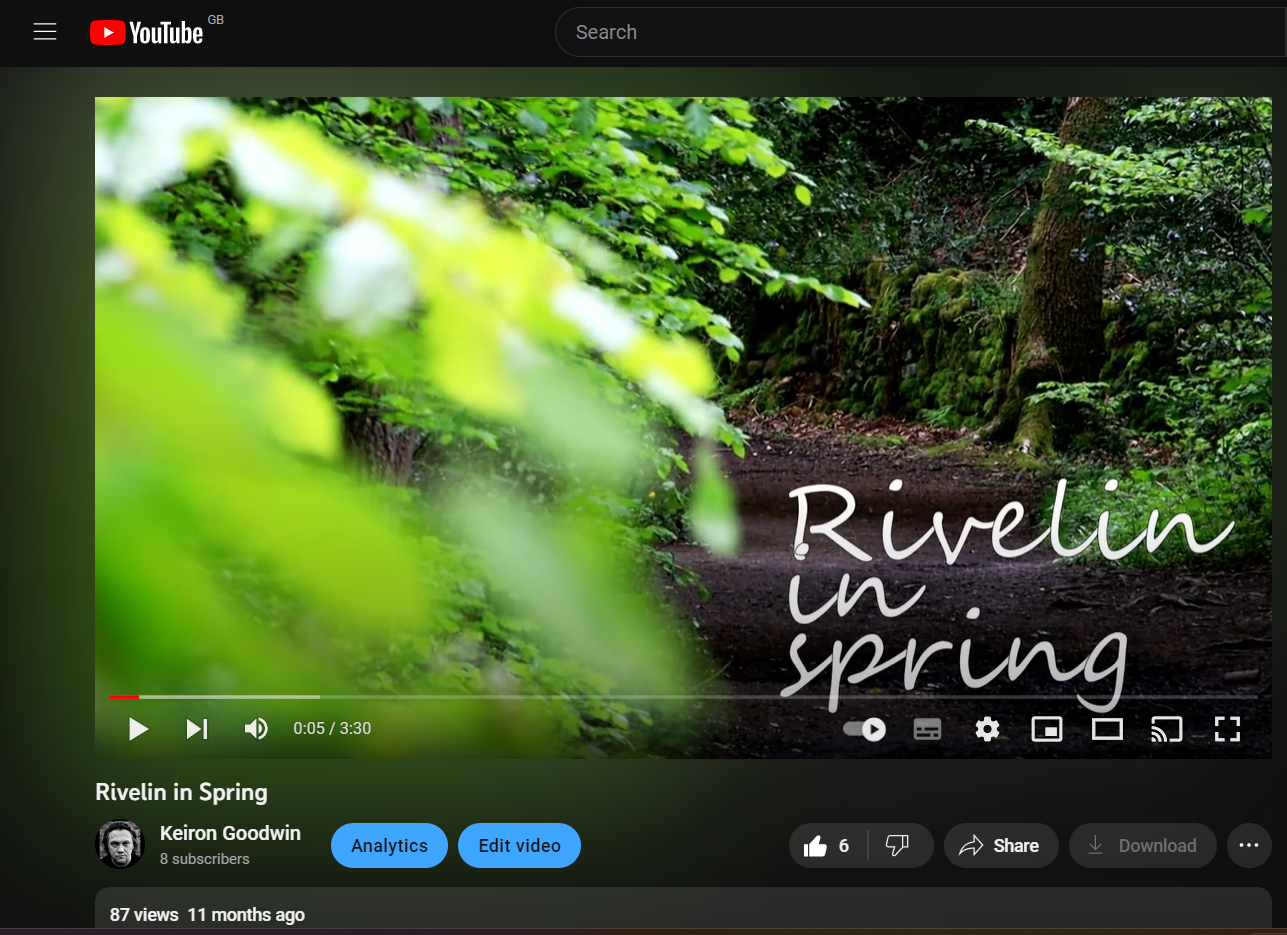 YouTube GB
Search
Rivelin
in
spring
0:05 / 3:30
Rivelin in Spring
Keiron Goodwin
8 subscribers
Analytics
Edit video
6
Share
Download
87 views 11 months ago